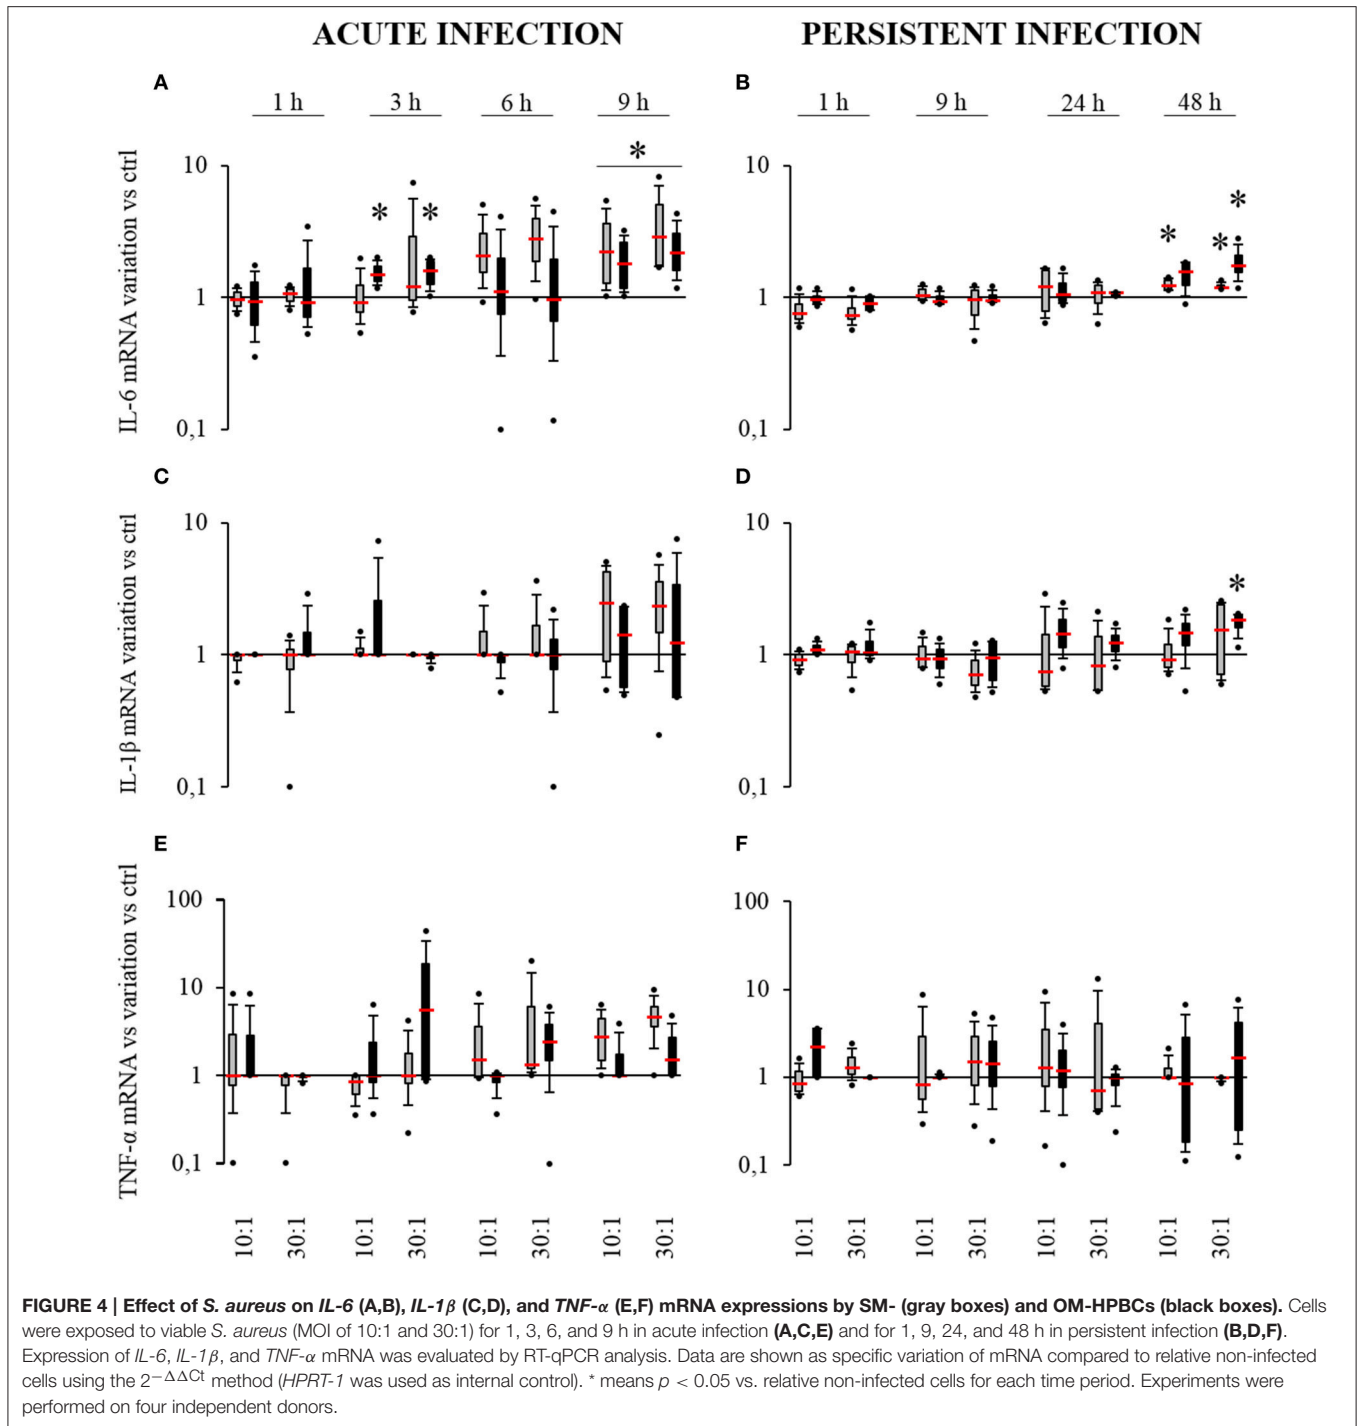 ACUTE INFECTION
PERSISTENT INFECTION
A
1 h 3 h 6 h 9 h
IL-6 mRNA variation vs ctrl
10
1
0,1
* * *
B
1 h 9 h 24 h 48 h
10
1
0,1
* * *
C
IL-1β mRNA variation vs ctrl
10
1
0,1
D
10
1
0,1
*
E
TNF-α mRNA vs variation vs ctrl
100
10
1
0,1
10:1 30:1 10:1 30:1 10:1 30:1 10:1 30:1
F
100
10
1
0,1
10:1 30:1 10:1 30:1 10:1 30:1 10:1 30:1
FIGURE 4 | Effect of S. aureus on IL-6 (A,B), IL-1β (C,D), and TNF-α (E,F) mRNA expressions by SM- (gray boxes) and OM-HPBCs (black boxes). Cells
were exposed to viable S. aureus (MOI of 10:1 and 30:1) for 1, 3, 6, and 9 h in acute infection (A,C,E) and for 1, 9, 24, and 48 h in persistent infection (B,D,F).
Expression of IL-6, IL-1β, and TNF-α mRNA was evaluated by RT-qPCR analysis. Data are shown as specific variation of mRNA compared to relative non-infected
cells using the 2−ΔΔCt method (HPRT-1 was used as internal control). * means p < 0.05 vs. relative non-infected cells for each time period. Experiments were
performed on four independent donors.